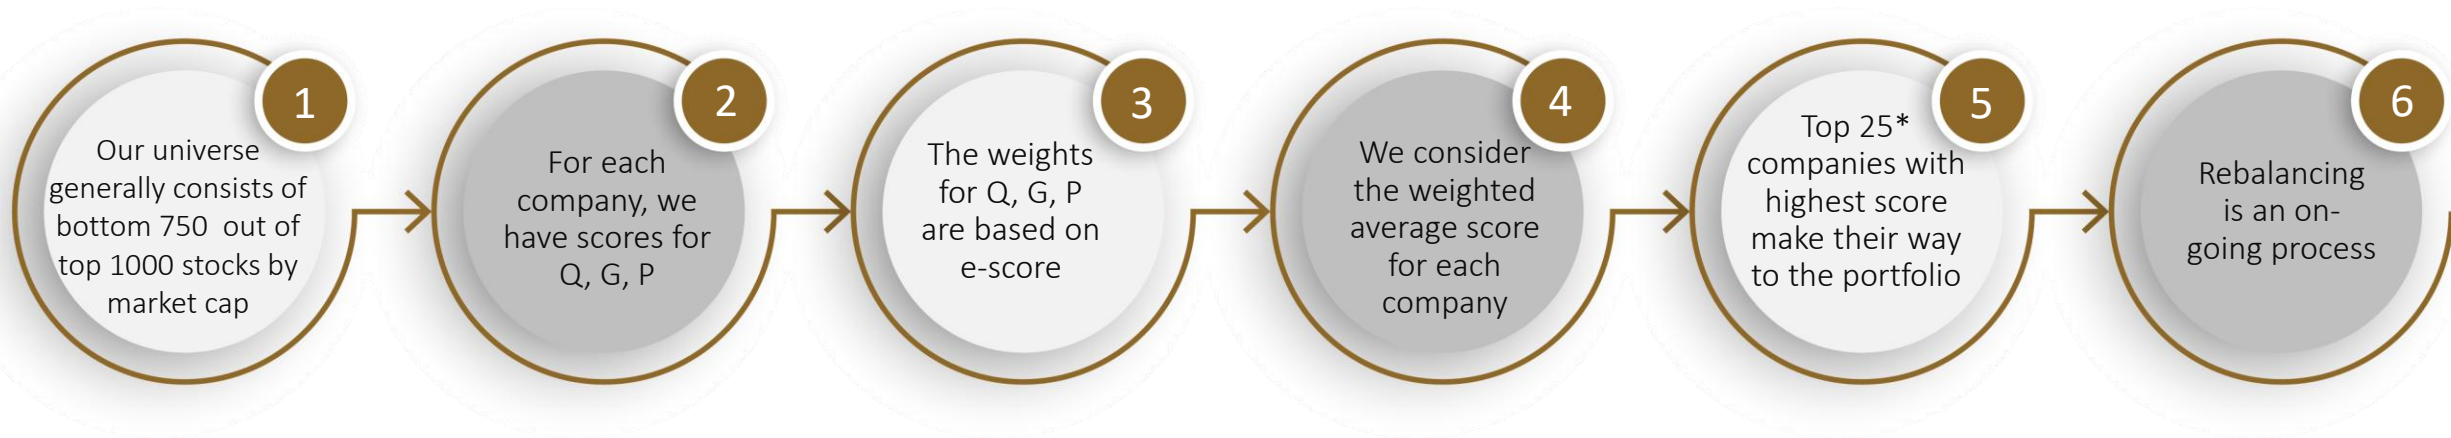 1
Our universe
generally consists of
bottom 750 out of
top 1000 stocks by
market cap
2
For each
company, we
have scores for
Q, G, P
3
The weights
for Q, G, P
are based on
e-score
4
We consider
the weighted
average score
for each
company
5
Top 25*
companies with
highest score
make their way
to the portfolio
6
Rebalancing
is an on-
going process